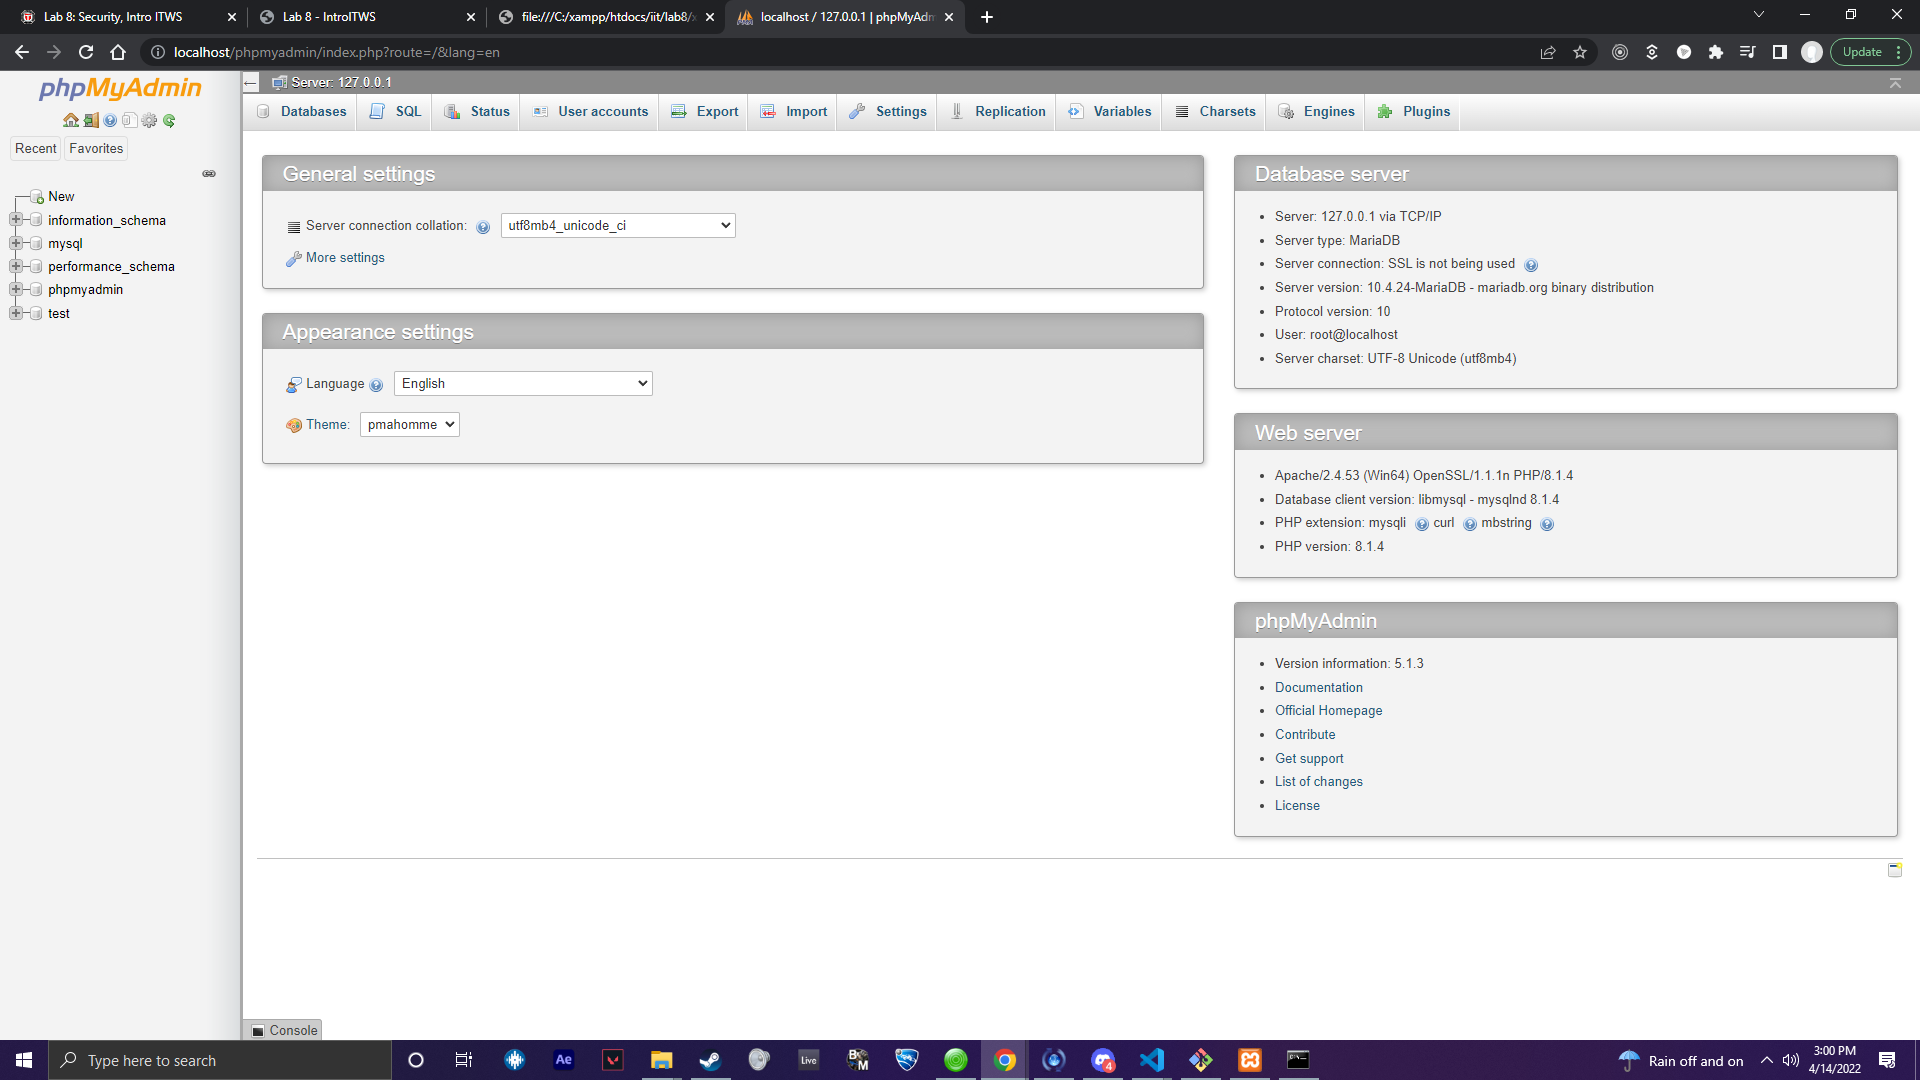 Lab 8: Security, Intro ITWS
Lab 8 - IntroITWS
file:///C:/xampp/htdocs/iit/lab8/x
localhost / 127.0.0.1 | phpMyAdm
localhost/phpmyadmin/index.php?route=/&lang=en
Update
phpMyAdmin
Recent
Favorites
New
information_schema
mysql
performance_schema
phpmyadmin
test
Server: 127.0.0.1
Databases
SQL
Status
User accounts
Export
Import
Settings
Replication
Variables
Charsets
Engines
Plugins
General settings
Server connection collation:
utf8mb4_unicode_ci
More settings
Appearance settings
Language
English
Theme:
pmahomme
Database server
Server: 127.0.0.1 via TCP/IP
Server type: MariaDB
Server connection: SSL is not being used
Server version: 10.4.24-MariaDB - mariadb.org binary distribution
Protocol version: 10
User: root@localhost
Server charset: UTF-8 Unicode (utf8mb4)
Web server
Apache/2.4.53 (Win64) OpenSSL/1.1.1n PHP/8.1.4
Database client version: libmysql - mysqlnd 8.1.4
PHP extension: mysqli curl mbstring
PHP version: 8.1.4
phpMyAdmin
Version information: 5.1.3
Documentation
Official Homepage
Contribute
Get support
List of changes
License
Console
Type here to search
Ae
Live
4
Rain off and on
3:00 PM
4/14/2022